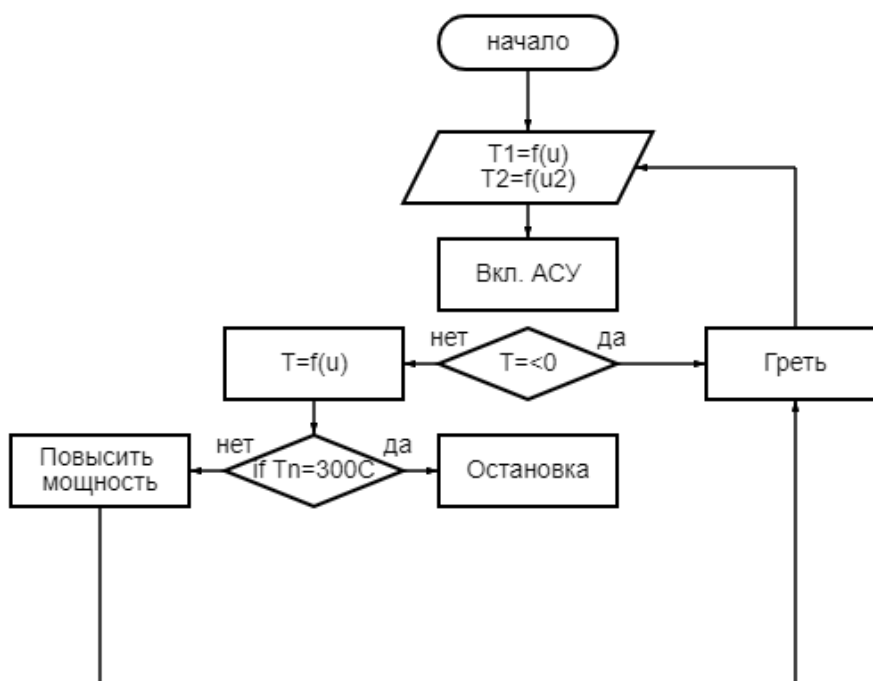 начало
T1=f(u)
T2=f(u2)
Вкл. АСУ
нет
да
T=f(u)
T=<0
Греть
нет
да
Повысить
мощность
if Tn=300C
Остановка